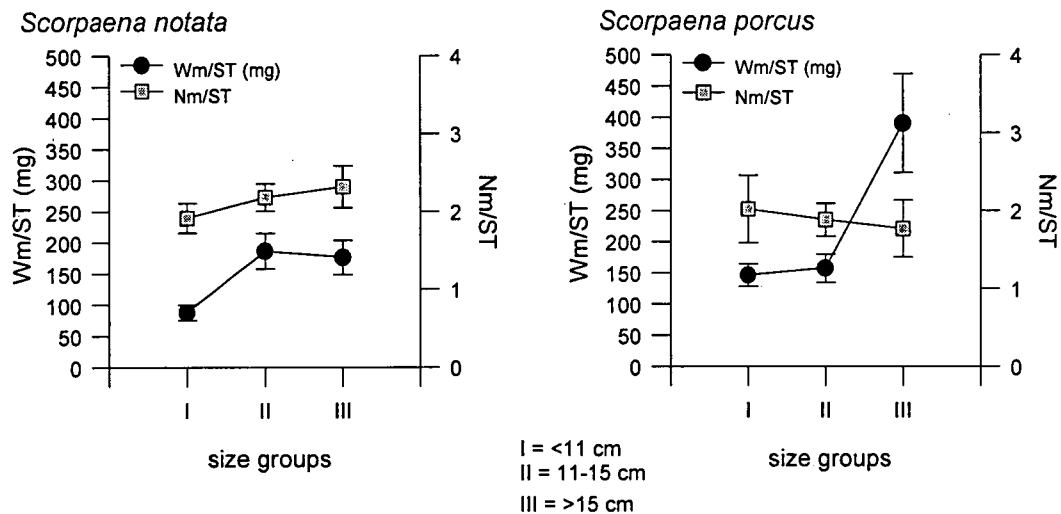 Scorpaena notata
500
450
400
350
300
250
200
150
100
50
0
Wm/ST (mg)
Wm/ST (mg)
Nm/ST
4
3
2
1
0
Nm/ST
I II III
size groups
Scorpaena porcus
500
450
400
350
300
250
200
150
100
50
0
Wm/ST (mg)
Wm/ST (mg)
Nm/ST
4
3
2
1
0
Nm/ST
I II III
size groups
I = <11 cm
II = 11-15 cm
III = >15 cm